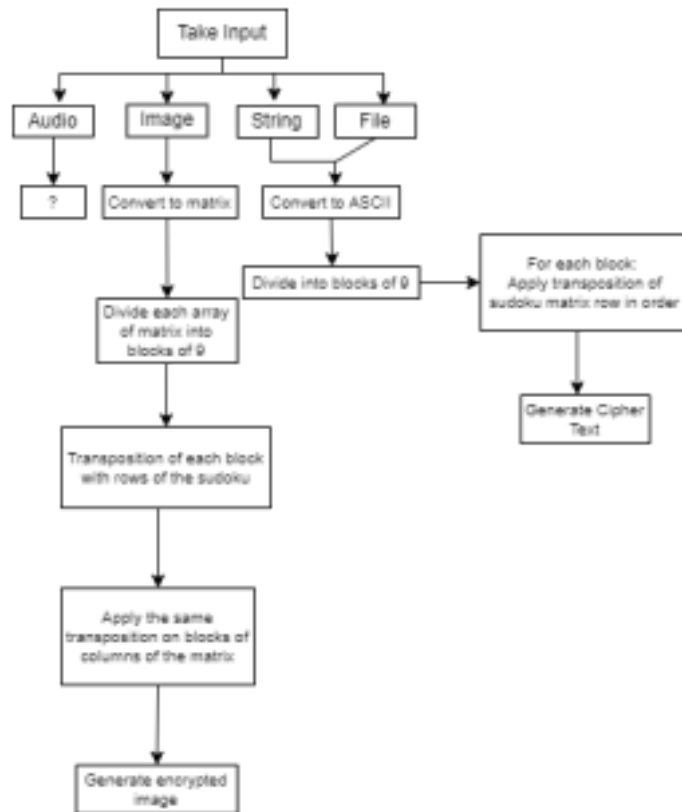 Take Input
Audio
Image
String
File
?
Convert to matrix
Convert to ASCII
Divide into blocks of 9
For each block:
Apply transposition of
sudoku matrix row in order
Divide each array
of matrix into
blocks of 9
Generate Cipher
Text
Transposition of each block
with rows of the sudoku
Apply the same
transposition on blocks of
columns of the matrix
Generate encrypted
image